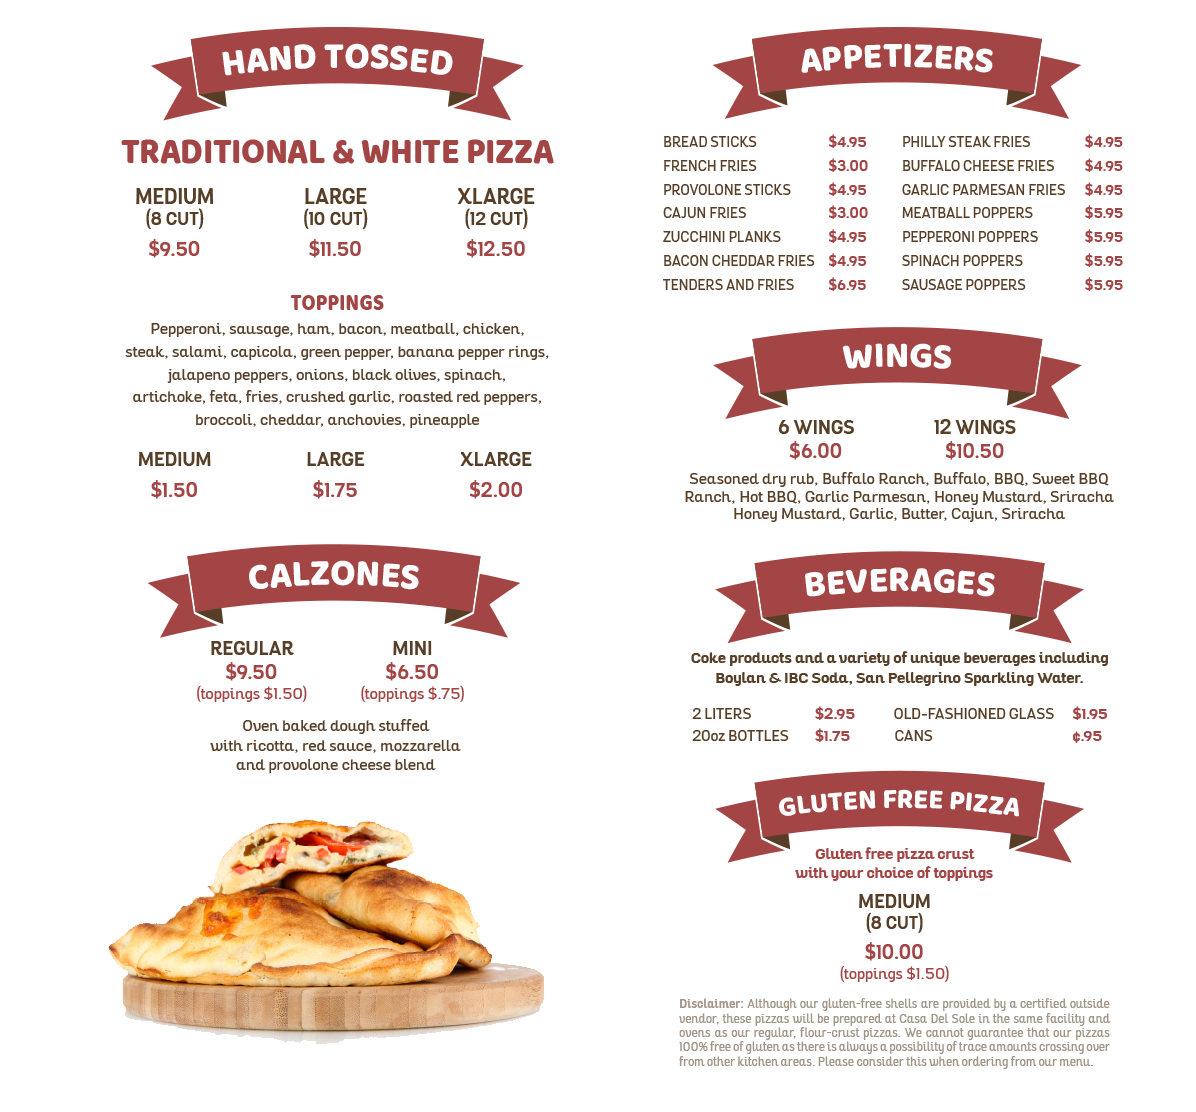 HAND TOSSED
TRADITIONAL & WHITE PIZZA
MEDIUM LARGE XLARGE
(8 CUT) (10 CUT) (12 CUT)
$9.50 $11.50 $12.50
TOPPINGS
Pepperoni, sausage, ham, bacon, meatball, chicken,
steak, salami, capicola, green pepper, banana pepper rings,
jalapeno peppers, onions, black olives, spinach,
artichoke, feta, fries, crushed garlic, roasted red peppers,
broccoli, cheddar, anchovies, pineapple
MEDIUM LARGE XLARGE
$1.50 $1.75 $2.00
CALZONES
REGULAR MINI
$9.50 $6.50
(toppings $1.50) (toppings $.75)
Oven baked dough stuffed
with ricotta, red sauce, mozzarella
and provolone cheese blend
APPETIZERS
BREAD STICKS $4.95 PHILLY STEAK FRIES $4.95
FRENCH FRIES $3.00 BUFFALO CHEESE FRIES $4.95
PROVOLONE STICKS $4.95 GARLIC PARMESAN FRIES $4.95
CAJUN FRIES $3.00 MEATBALL POPPERS $5.95
ZUCCHINI PLANKS $4.95 PEPPERONI POPPERS $5.95
BACON CHEDDAR FRIES $4.95 SPINACH POPPERS $5.95
TENDERS AND FRIES $6.95 SAUSAGE POPPERS $5.95
WINGS
6 WINGS 12 WINGS
$6.00 $10.50
Seasoned dry rub, Buffalo Ranch, Buffalo, BBQ, Sweet BBQ
Ranch, Hot BBQ, Garlic Parmesan, Honey Mustard, Sriracha
Honey Mustard, Garlic, Butter, Cajun, Sriracha
BEVERAGES
Coke products and a variety of unique beverages including
Boylan & IBC Soda, San Pellegrino Sparkling Water.
2 LITERS $2.95 OLD-FASHIONED GLASS $1.95
20oz BOTTLES $1.75 CANS ¢.95
GLUTEN FREE PIZZA
Gluten free pizza crust
with your choice of toppings
MEDIUM
(8 CUT)
$10.00
(toppings $1.50)
Disclaimer: Although our gluten-free shells are provided by a certified outside
vendor, these pizzas will be prepared at Casa Del Sole in the same facility and
ovens as our regular, flour-crust pizzas. We cannot guarantee that our pizzas
100% free of gluten as there is always a possibility of trace amounts crossing over
from other kitchen areas. Please consider this when ordering from our menu.